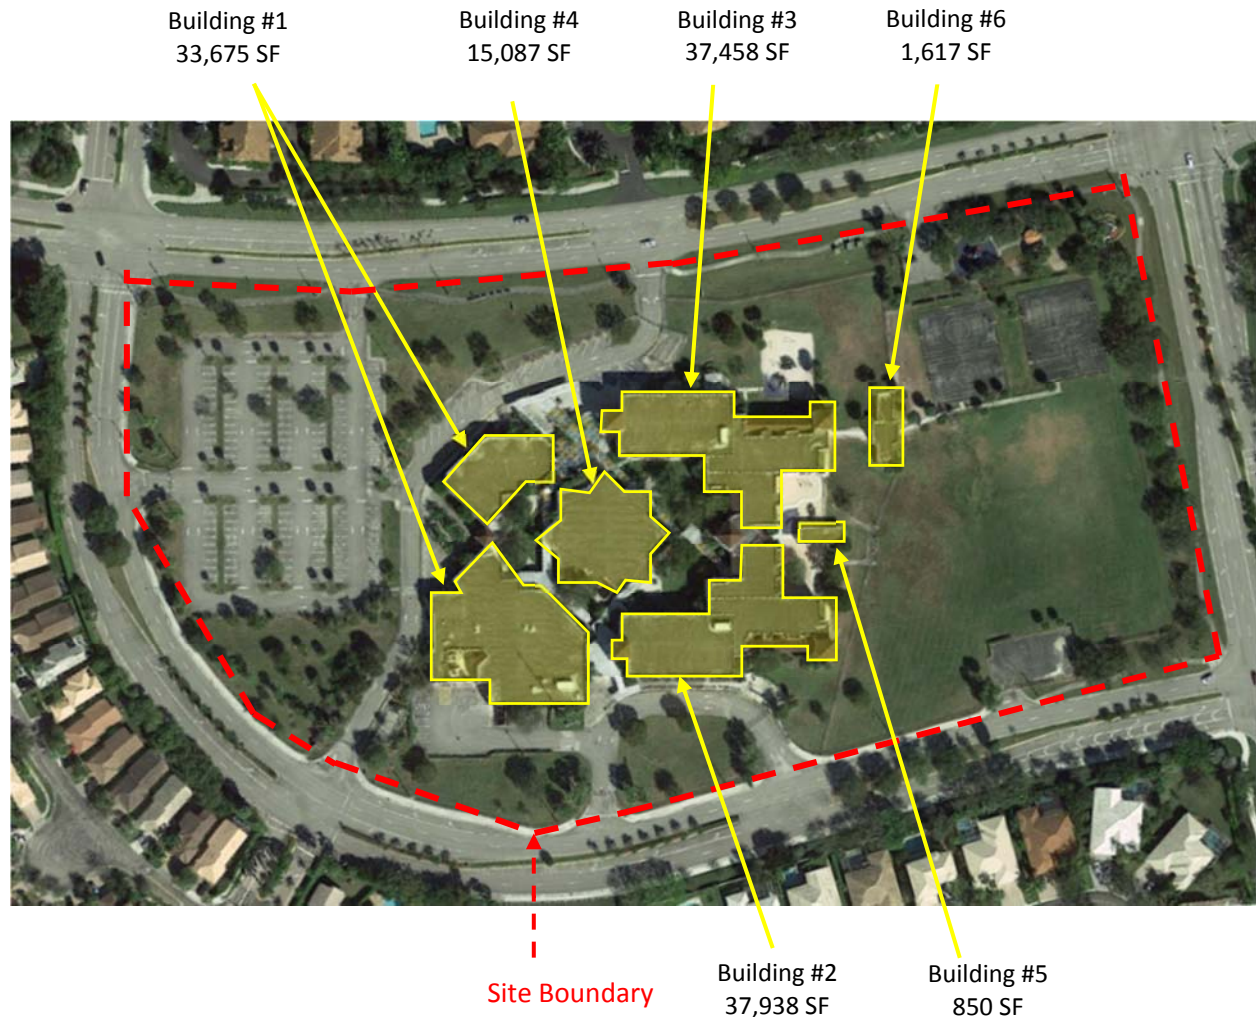 Building #1
33,675 SF
Building #4
15,087 SF
Building #3
37,458 SF
Building #6
1,617 SF
Site Boundary
Building #2
37,938 SF
Building #5
850 SF